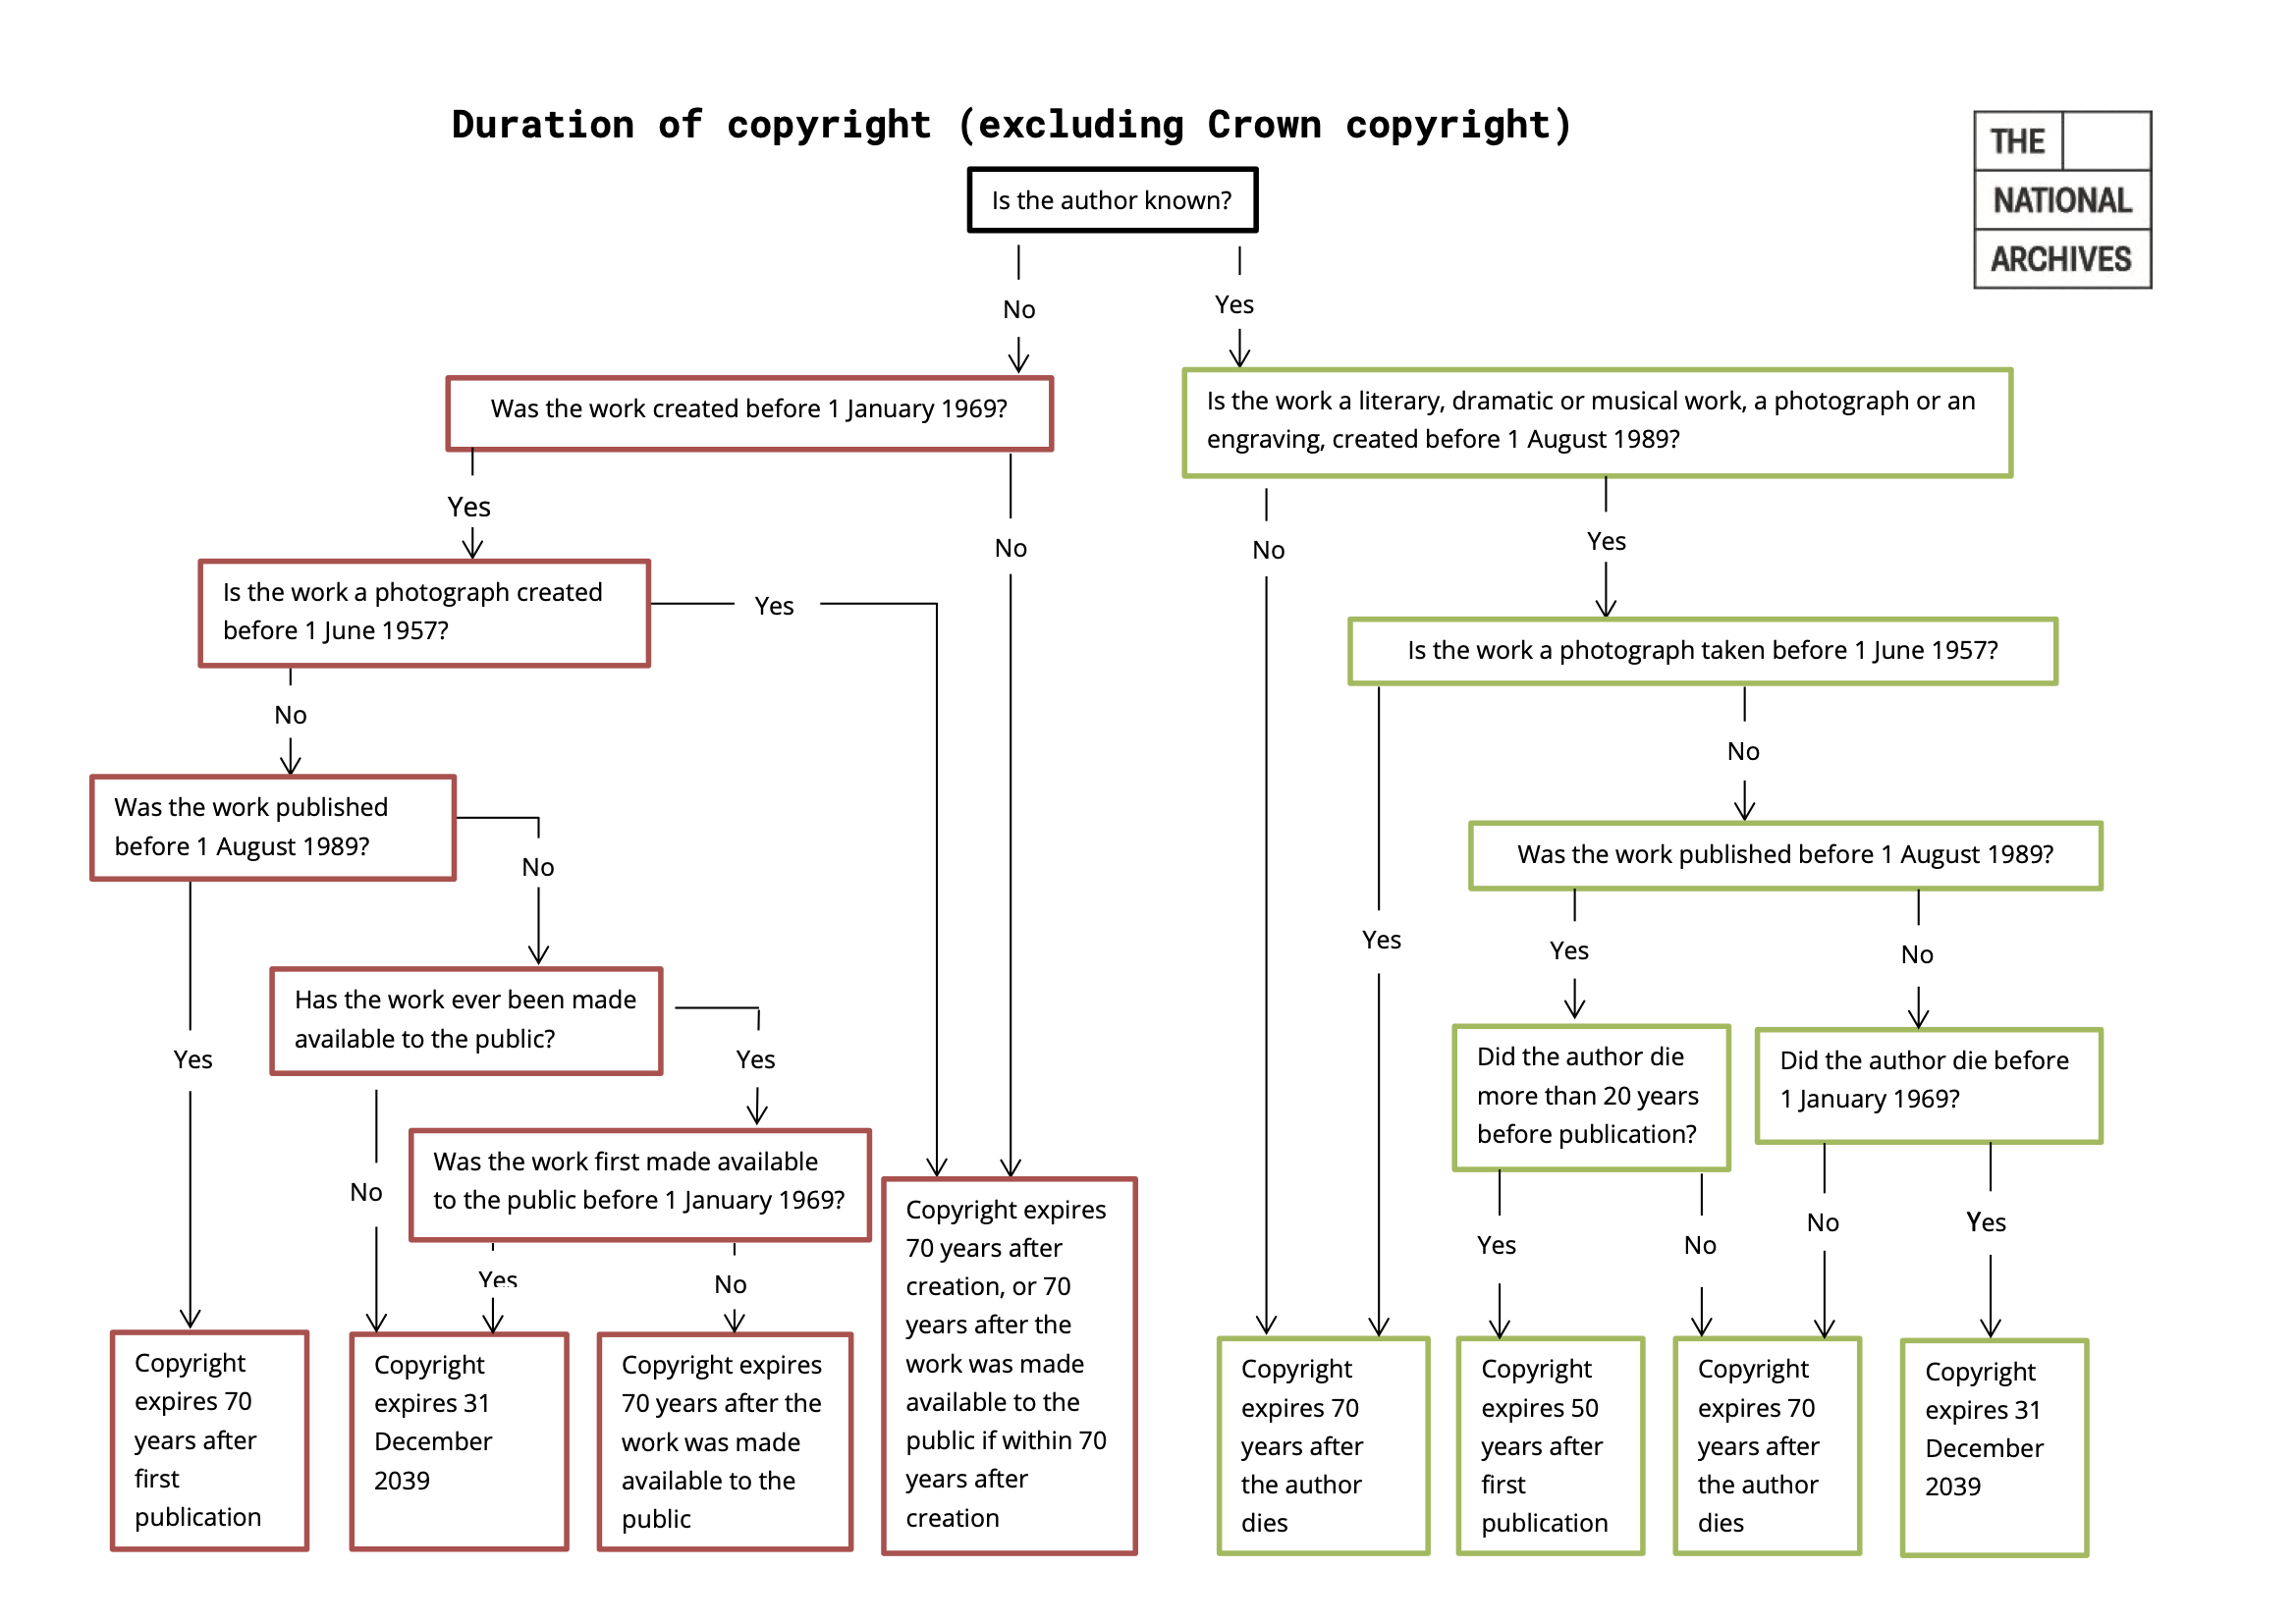 Duration of copyright (excluding Crown copyright)
THE
NATIONAL
ARCHIVES
Is the author known?
No
Yes
Was the work created before 1 January 1969?
Is the work a literary, dramatic or musical work, a photograph or an
engraving, created before 1 August 1989?
Yes
No
No
Yes
Is the work a photograph created
before 1 June 1957?
Yes
Is the work a photograph taken before 1 June 1957?
No
No
Was the work published
before 1 August 1989?
No
Was the work published before 1 August 1989?
Yes
Yes
Yes
No
Has the work ever been made
available to the public?
Yes
Did the author die
more than 20 years
before publication?
Did the author die before
1 January 1969?
No
Was the work first made available
to the public before 1 January 1969?
Yes
No
Yes
No
No
Yes
Copyright
expires 70
years after
first
publication
Copyright
expires 31
December
2039
Copyright expires
70 years after the
work was made
available to the
public
Copyright expires
70 years after
creation, or 70
years after the
work was made
available to the
public if within 70
years after
creation
Copyright
expires 70
years after
the author
dies
Copyright
expires 50
years after
first
publication
Copyright
expires 70
years after
the author
dies
Copyright
expires 31
December
2039